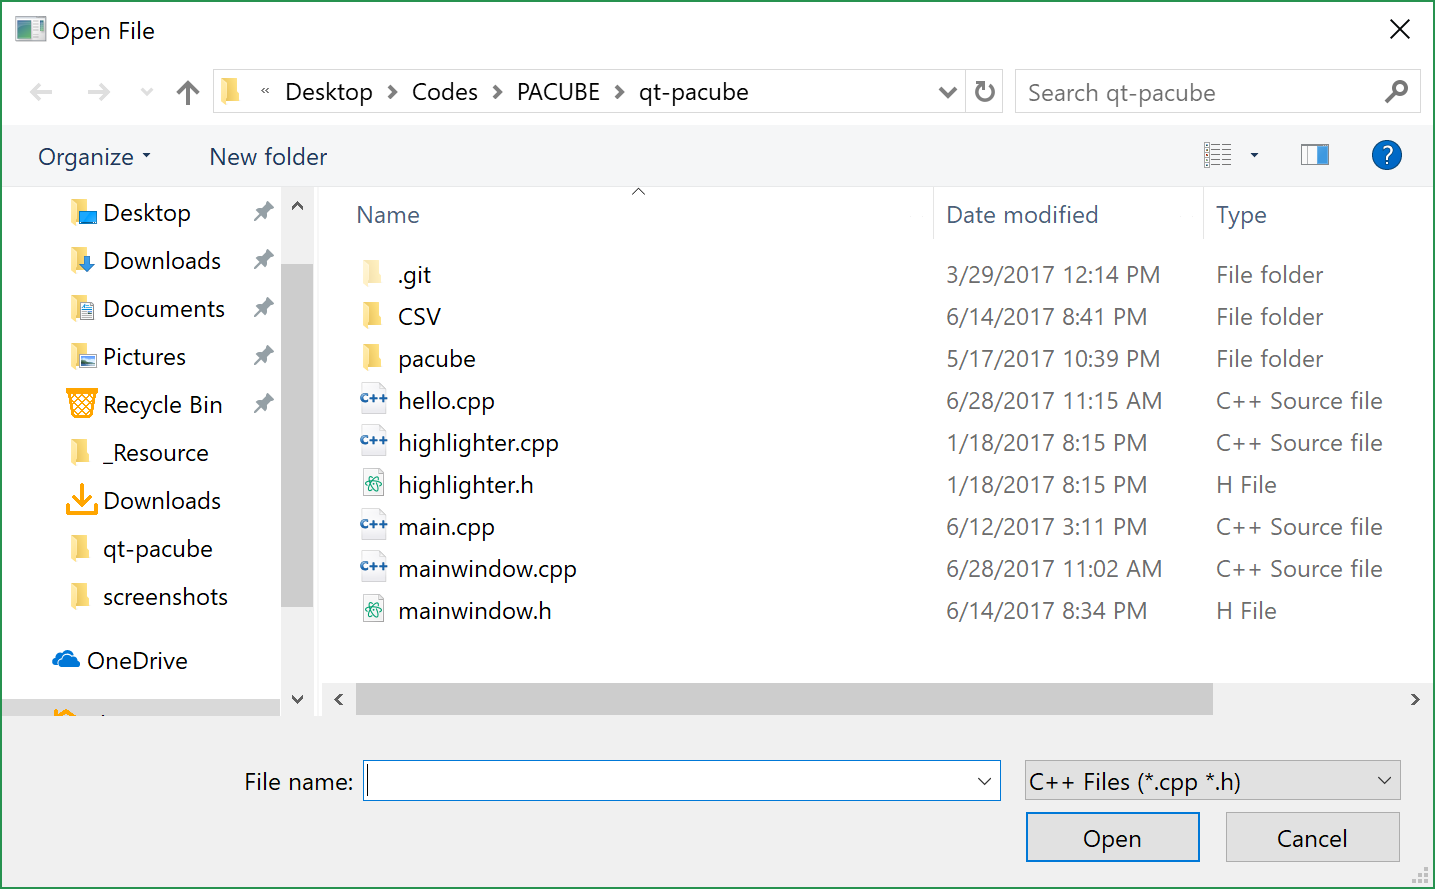 Open File
« Desktop > Codes > PACUBE > qt-pacube
Search qt-pacube
Organize
New folder
?
Desktop
Downloads
Documents
Pictures
Recycle Bin
_Resource
Downloads
qt-pacube
screenshots
OneDrive
Name Date modified Type
.git 3/29/2017 12:14 PM File folder
CSV 6/14/2017 8:41 PM File folder
pacube 5/17/2017 10:39 PM File folder
C++ hello.cpp 6/28/2017 11:15 AM C++ Source file
C++ highlighter.cpp 1/18/2017 8:15 PM C++ Source file
highlighter.h 1/18/2017 8:15 PM H File
C++ main.cpp 6/12/2017 3:11 PM C++ Source file
C++ mainwindow.cpp 6/28/2017 11:02 AM C++ Source file
mainwindow.h 6/14/2017 8:34 PM H File
File name:
C++ Files (*.cpp *.h)
Open
Cancel